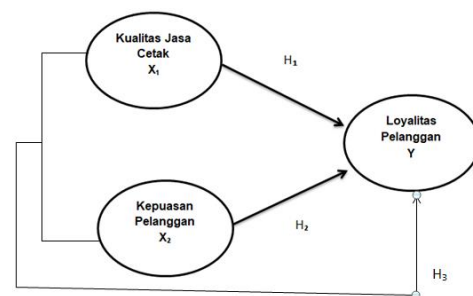 Kualitas Jasa
Cetak
X₁
H₁
Loyalitas
Pelanggan
Y
Kepuasan
Pelanggan
X₂
H₂
H₃